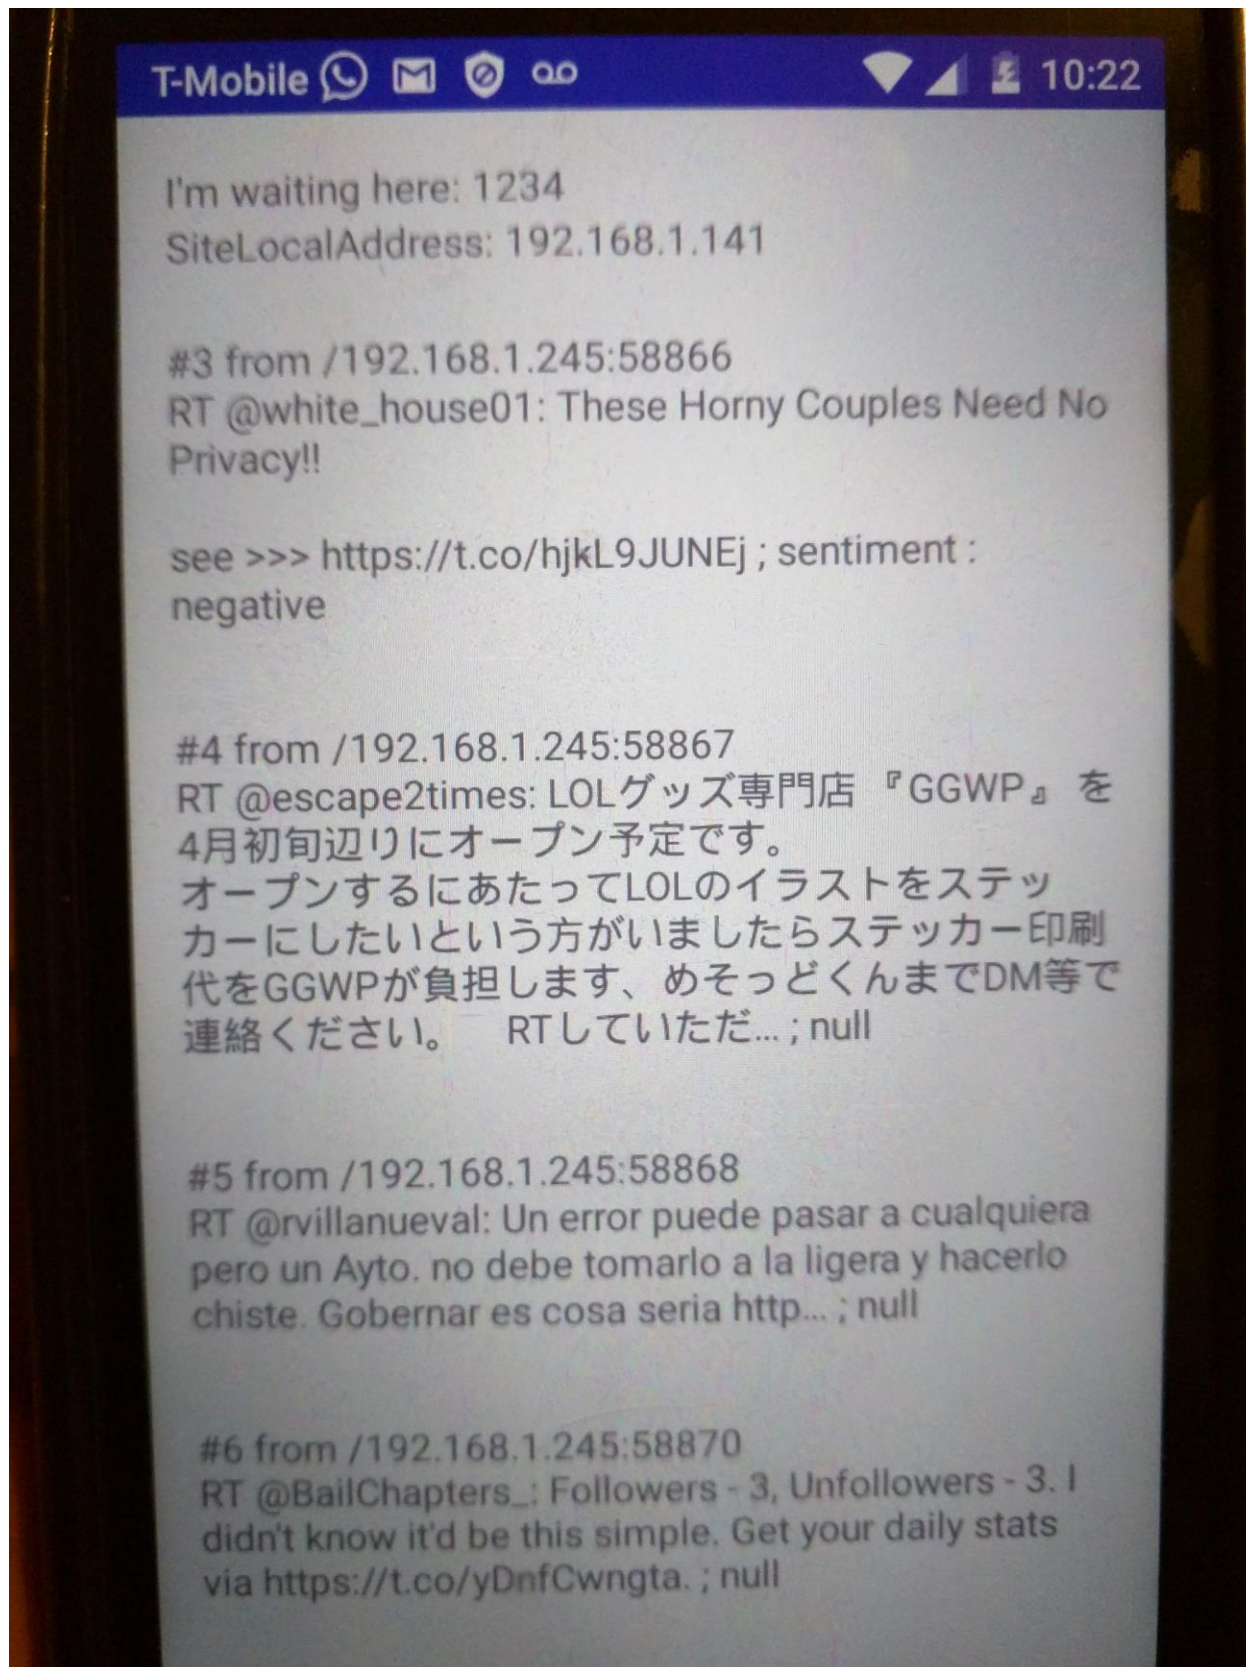 T-Mobile 10:22
I'm waiting here: 1234
SiteLocalAddress: 192.168.1.141
#3 from /192.168.1.245:58866
RT @white_house01: These Horny Couples Need No
Privacy!!
see >>> https://t.co/hjkL9JUNEj ; sentiment :
negative
#4 from /192.168.1.245:58867
RT @escape2times: LOLグッズ専門店 『GGWP』 を
4月初旬辺りにオープン予定です。
オープンするにあたってLOLのイラストをステッ
カーにしたいという方がいましたらステッカー印刷
代をGGWPが負担します、めそっどくんまでDM等で
連絡ください。　RTしていただ... ; null
#5 from /192.168.1.245:58868
RT @rvillanueval: Un error puede pasar a cualquiera
pero un Ayto. no debe tomarlo a la ligera y hacerlo
chiste. Gobernar es cosa seria http... ; null
#6 from /192.168.1.245:58870
RT @BailChapters_: Followers - 3, Unfollowers - 3. I
didn't know it'd be this simple. Get your daily stats
via https://t.co/yDnfCwngta. ; null